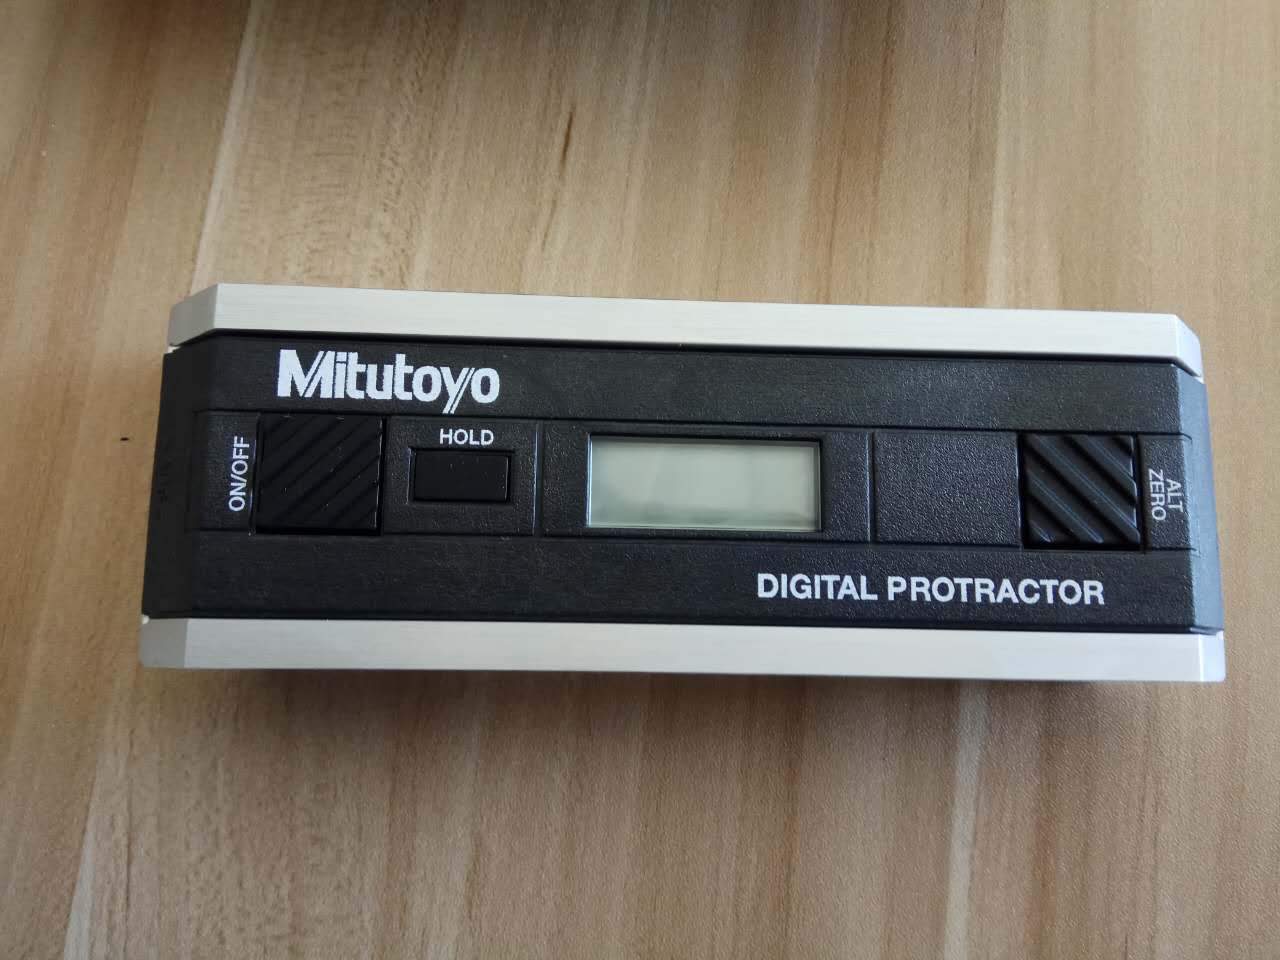 Mitutoyo
HOLD
ON/OFF
ALT
ZERO
DIGITAL PROTRACTOR